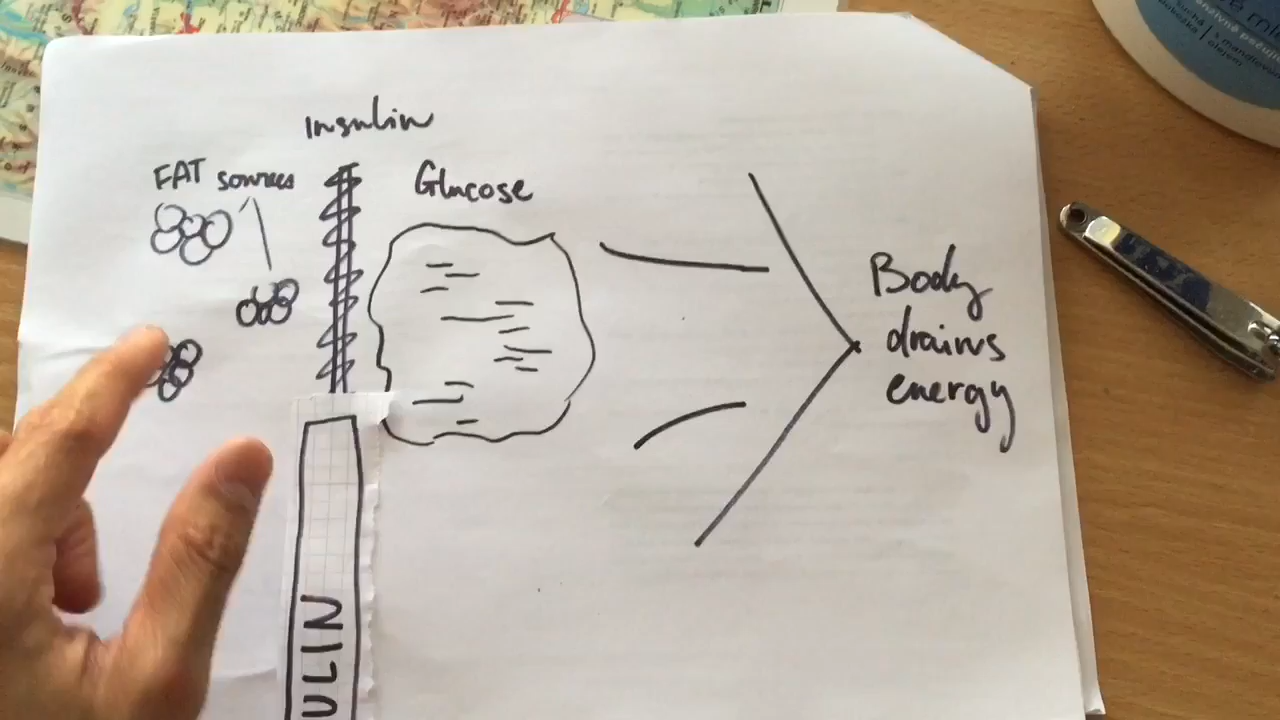 Insulin
FAT sources
Glucose
Body
drains
energy
ULIN